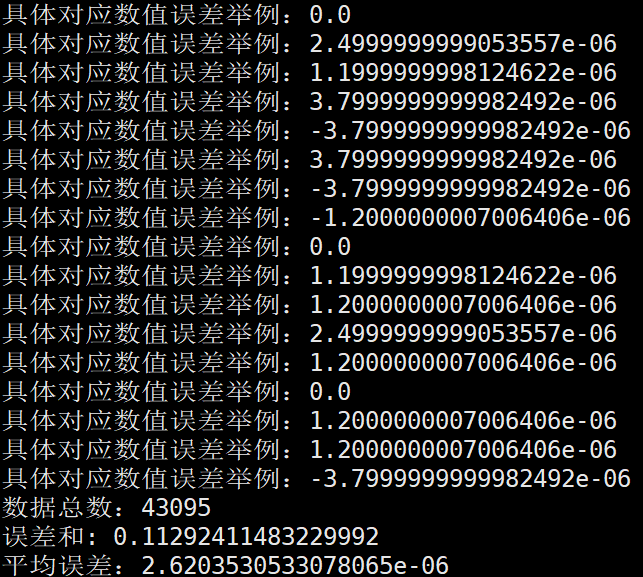 具体对应数值误差举例：0.0
具体对应数值误差举例：2.4999999999053557e-06
具体对应数值误差举例：1.1999999998124622e-06
具体对应数值误差举例：3.7999999999982492e-06
具体对应数值误差举例：-3.7999999999982492e-06
具体对应数值误差举例：3.7999999999982492e-06
具体对应数值误差举例：-3.7999999999982492e-06
具体对应数值误差举例：-1.2000000007006406e-06
具体对应数值误差举例：0.0
具体对应数值误差举例：1.1999999998124622e-06
具体对应数值误差举例：1.2000000007006406e-06
具体对应数值误差举例：2.4999999999053557e-06
具体对应数值误差举例：1.2000000007006406e-06
具体对应数值误差举例：0.0
具体对应数值误差举例：1.2000000007006406e-06
具体对应数值误差举例：1.2000000007006406e-06
具体对应数值误差举例：-3.7999999999982492e-06
数据总数：43095
误差和：0.11292411483229992
平均误差：2.6203530533078065e-06